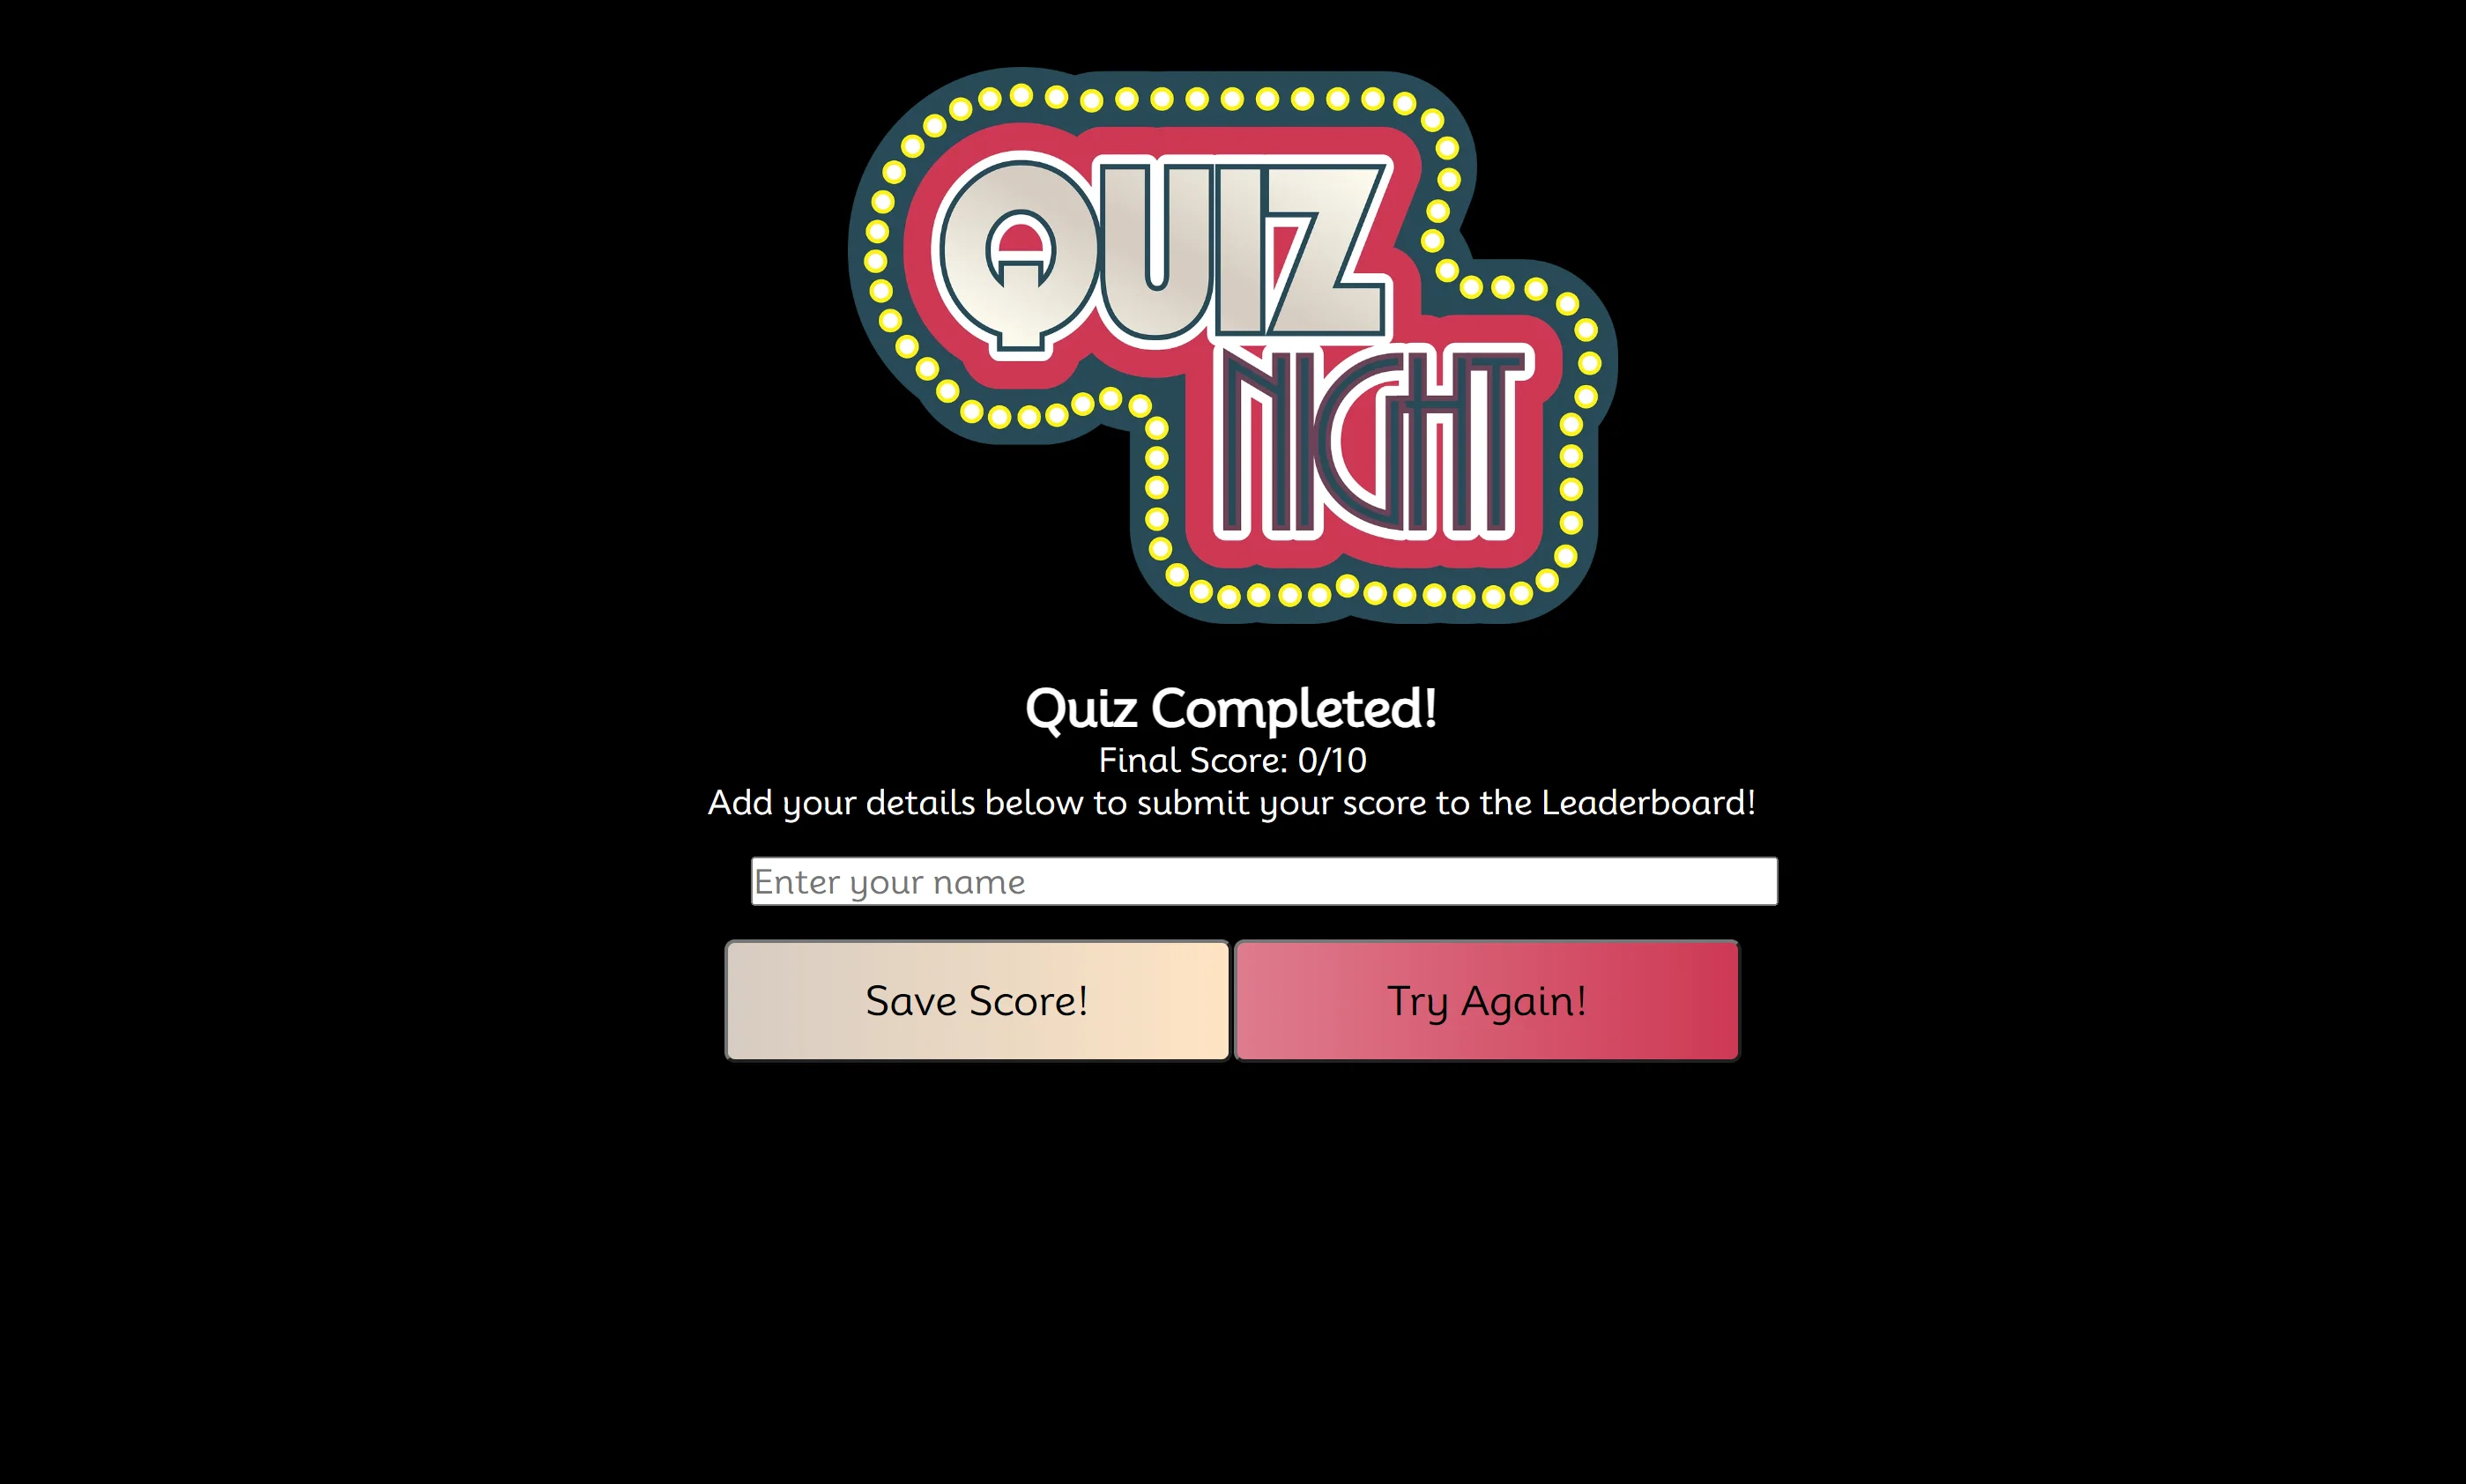 QUIZ
NIGHT
Quiz Completed!
Final Score: 0/10
Add your details below to submit your score to the Leaderboard!
Enter your name
Save Score!
Try Again!